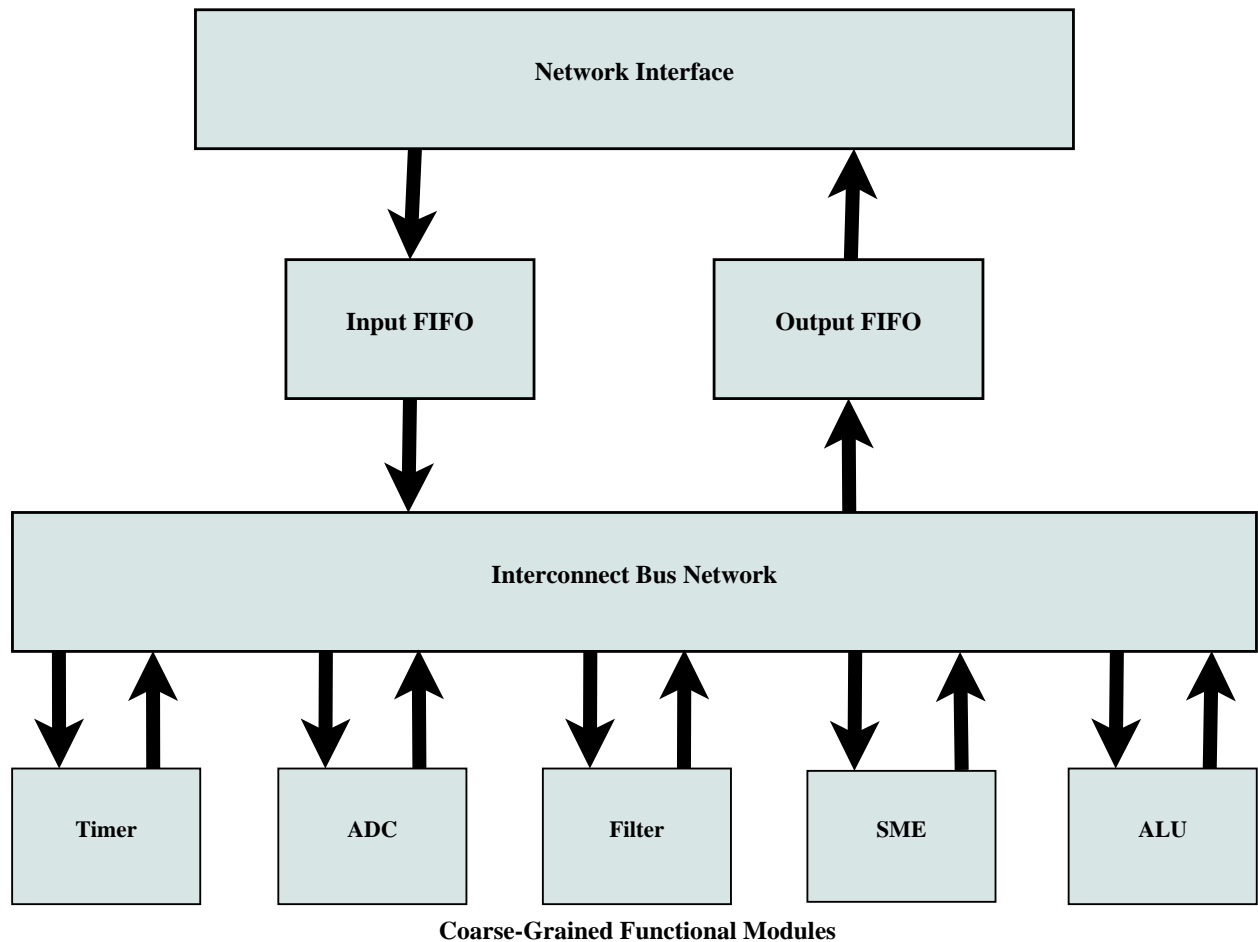 Network Interface
Input FIFO
Output FIFO
Interconnect Bus Network
Timer
ADC
Filter
SME
ALU
Coarse-Grained Functional Modules